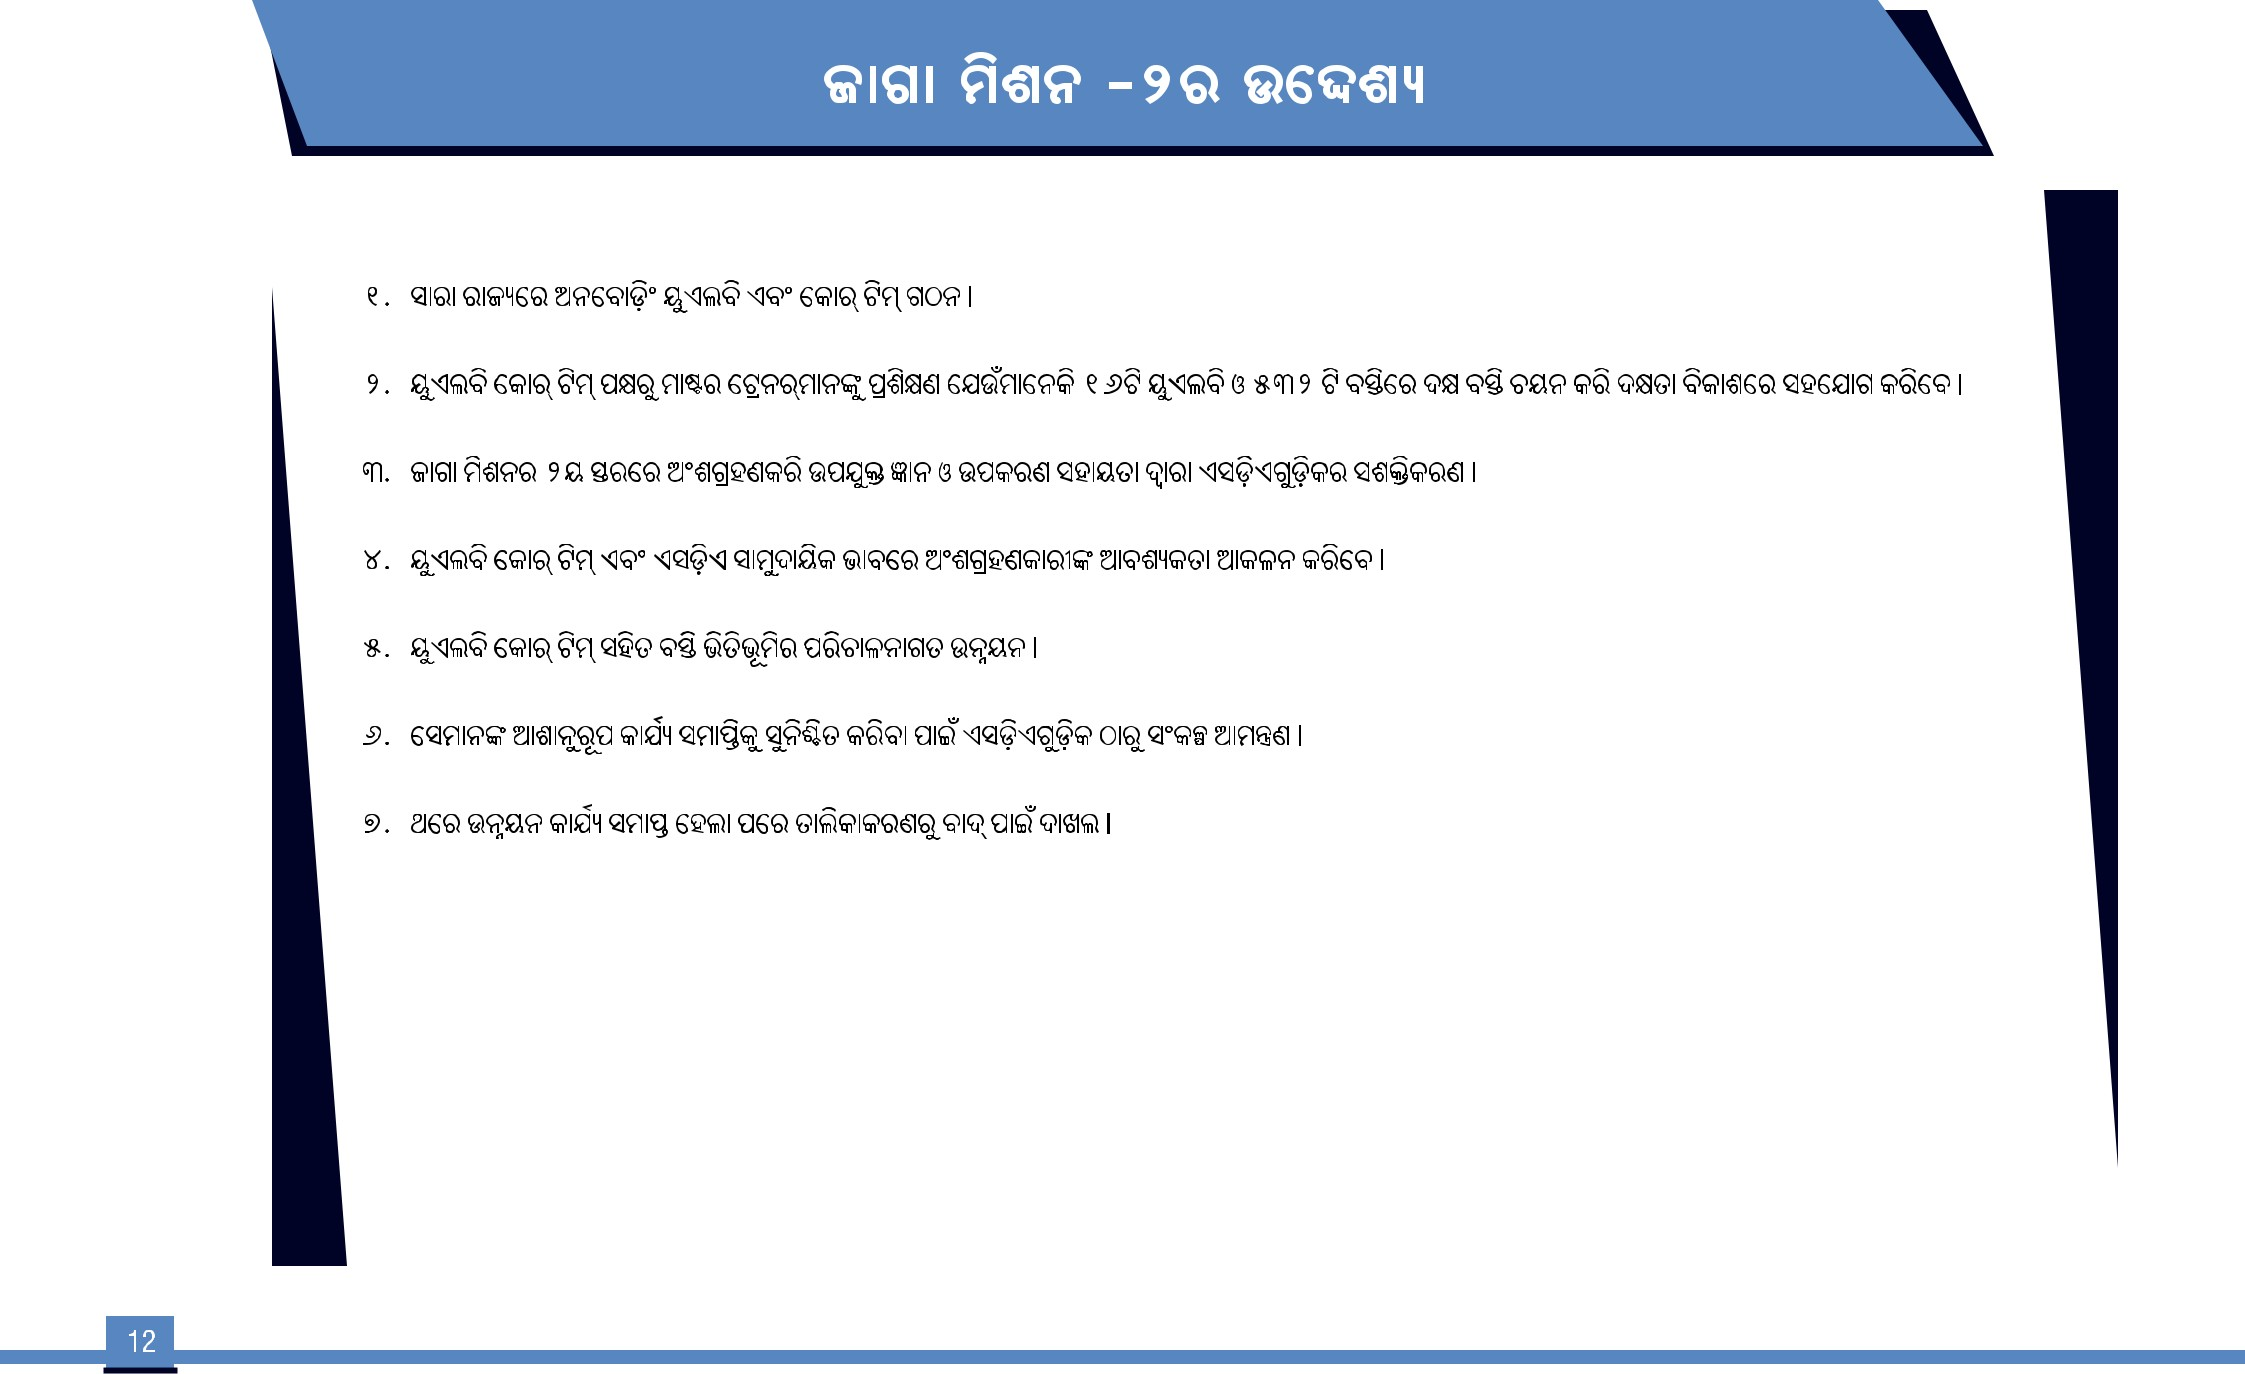 ଜାଗା ମିଶନ -୨ର ଉଦ୍ଦେଶ୍ୟ
୧. ସାରା ରାଜ୍ୟରେ ଅନବୋଡ଼ିଂ ୟୁଏଲବି ଏବଂ କୋର୍ ଟିମ୍ ଗଠନ ।
୨. ୟୁଏଲବି କୋର୍ ଟିମ୍ ପକ୍ଷରୁ ମାଷ୍ଟର ଟ୍ରେନର୍‌ମାନଙ୍କୁ ପ୍ରଶିକ୍ଷଣ ଯେଉଁମାନେକି ୧୬ଟି ୟୁଏଲବି ଓ ୫୩୨ ଟି ବସ୍ତିରେ ଦକ୍ଷ ବସ୍ତି ଚୟନ କରି ଦକ୍ଷତା ବିକାଶରେ ସହଯୋଗ କରିବେ ।
୩. ଜାଗା ମିଶନର ୨ୟ ସ୍ତରରେ ଅଂଶଗ୍ରହଣକରି ଉପଯୁକ୍ତ ଜ୍ଞାନ ଓ ଉପକରଣ ସହାୟତା ଦ୍ୱାରା ଏସଡ଼ିଏଗୁଡ଼ିକର ସଶକ୍ତିକରଣ ।
୪. ୟୁଏଲବି କୋର୍ ଟିମ୍ ଏବଂ ଏସଡ଼ିଏ ସାମୁଦାୟିକ ଭାବରେ ଅଂଶଗ୍ରହଣକାରୀଙ୍କ ଆବଶ୍ୟକତା ଆକଳନ କରିବେ ।
୫. ୟୁଏଲବି କୋର୍ ଟିମ୍ ସହିତ ବସ୍ତି ଭିତିଭୂମିର ପରିଚାଳନାଗତ ଉନ୍ନୟନ ।
୬. ସେମାନଙ୍କ ଆଶାନୁରୂପ କାର୍ଯ୍ୟ ସମାପ୍ତିକୁ ସୁନିଶ୍ଚିତ କରିବା ପାଇଁ ଏସଡ଼ିଏଗୁଡ଼ିକ ଠାରୁ ସଂକଳ୍ପ ଆମନ୍ତ୍ରଣ ।
୭. ଥରେ ଉନ୍ନୟନ କାର୍ଯ୍ୟ ସମାପ୍ତ ହେଲା ପରେ ତାଲିକାକରଣରୁ ବାଦ୍ ପାଇଁ ଦାଖଲ ।
12